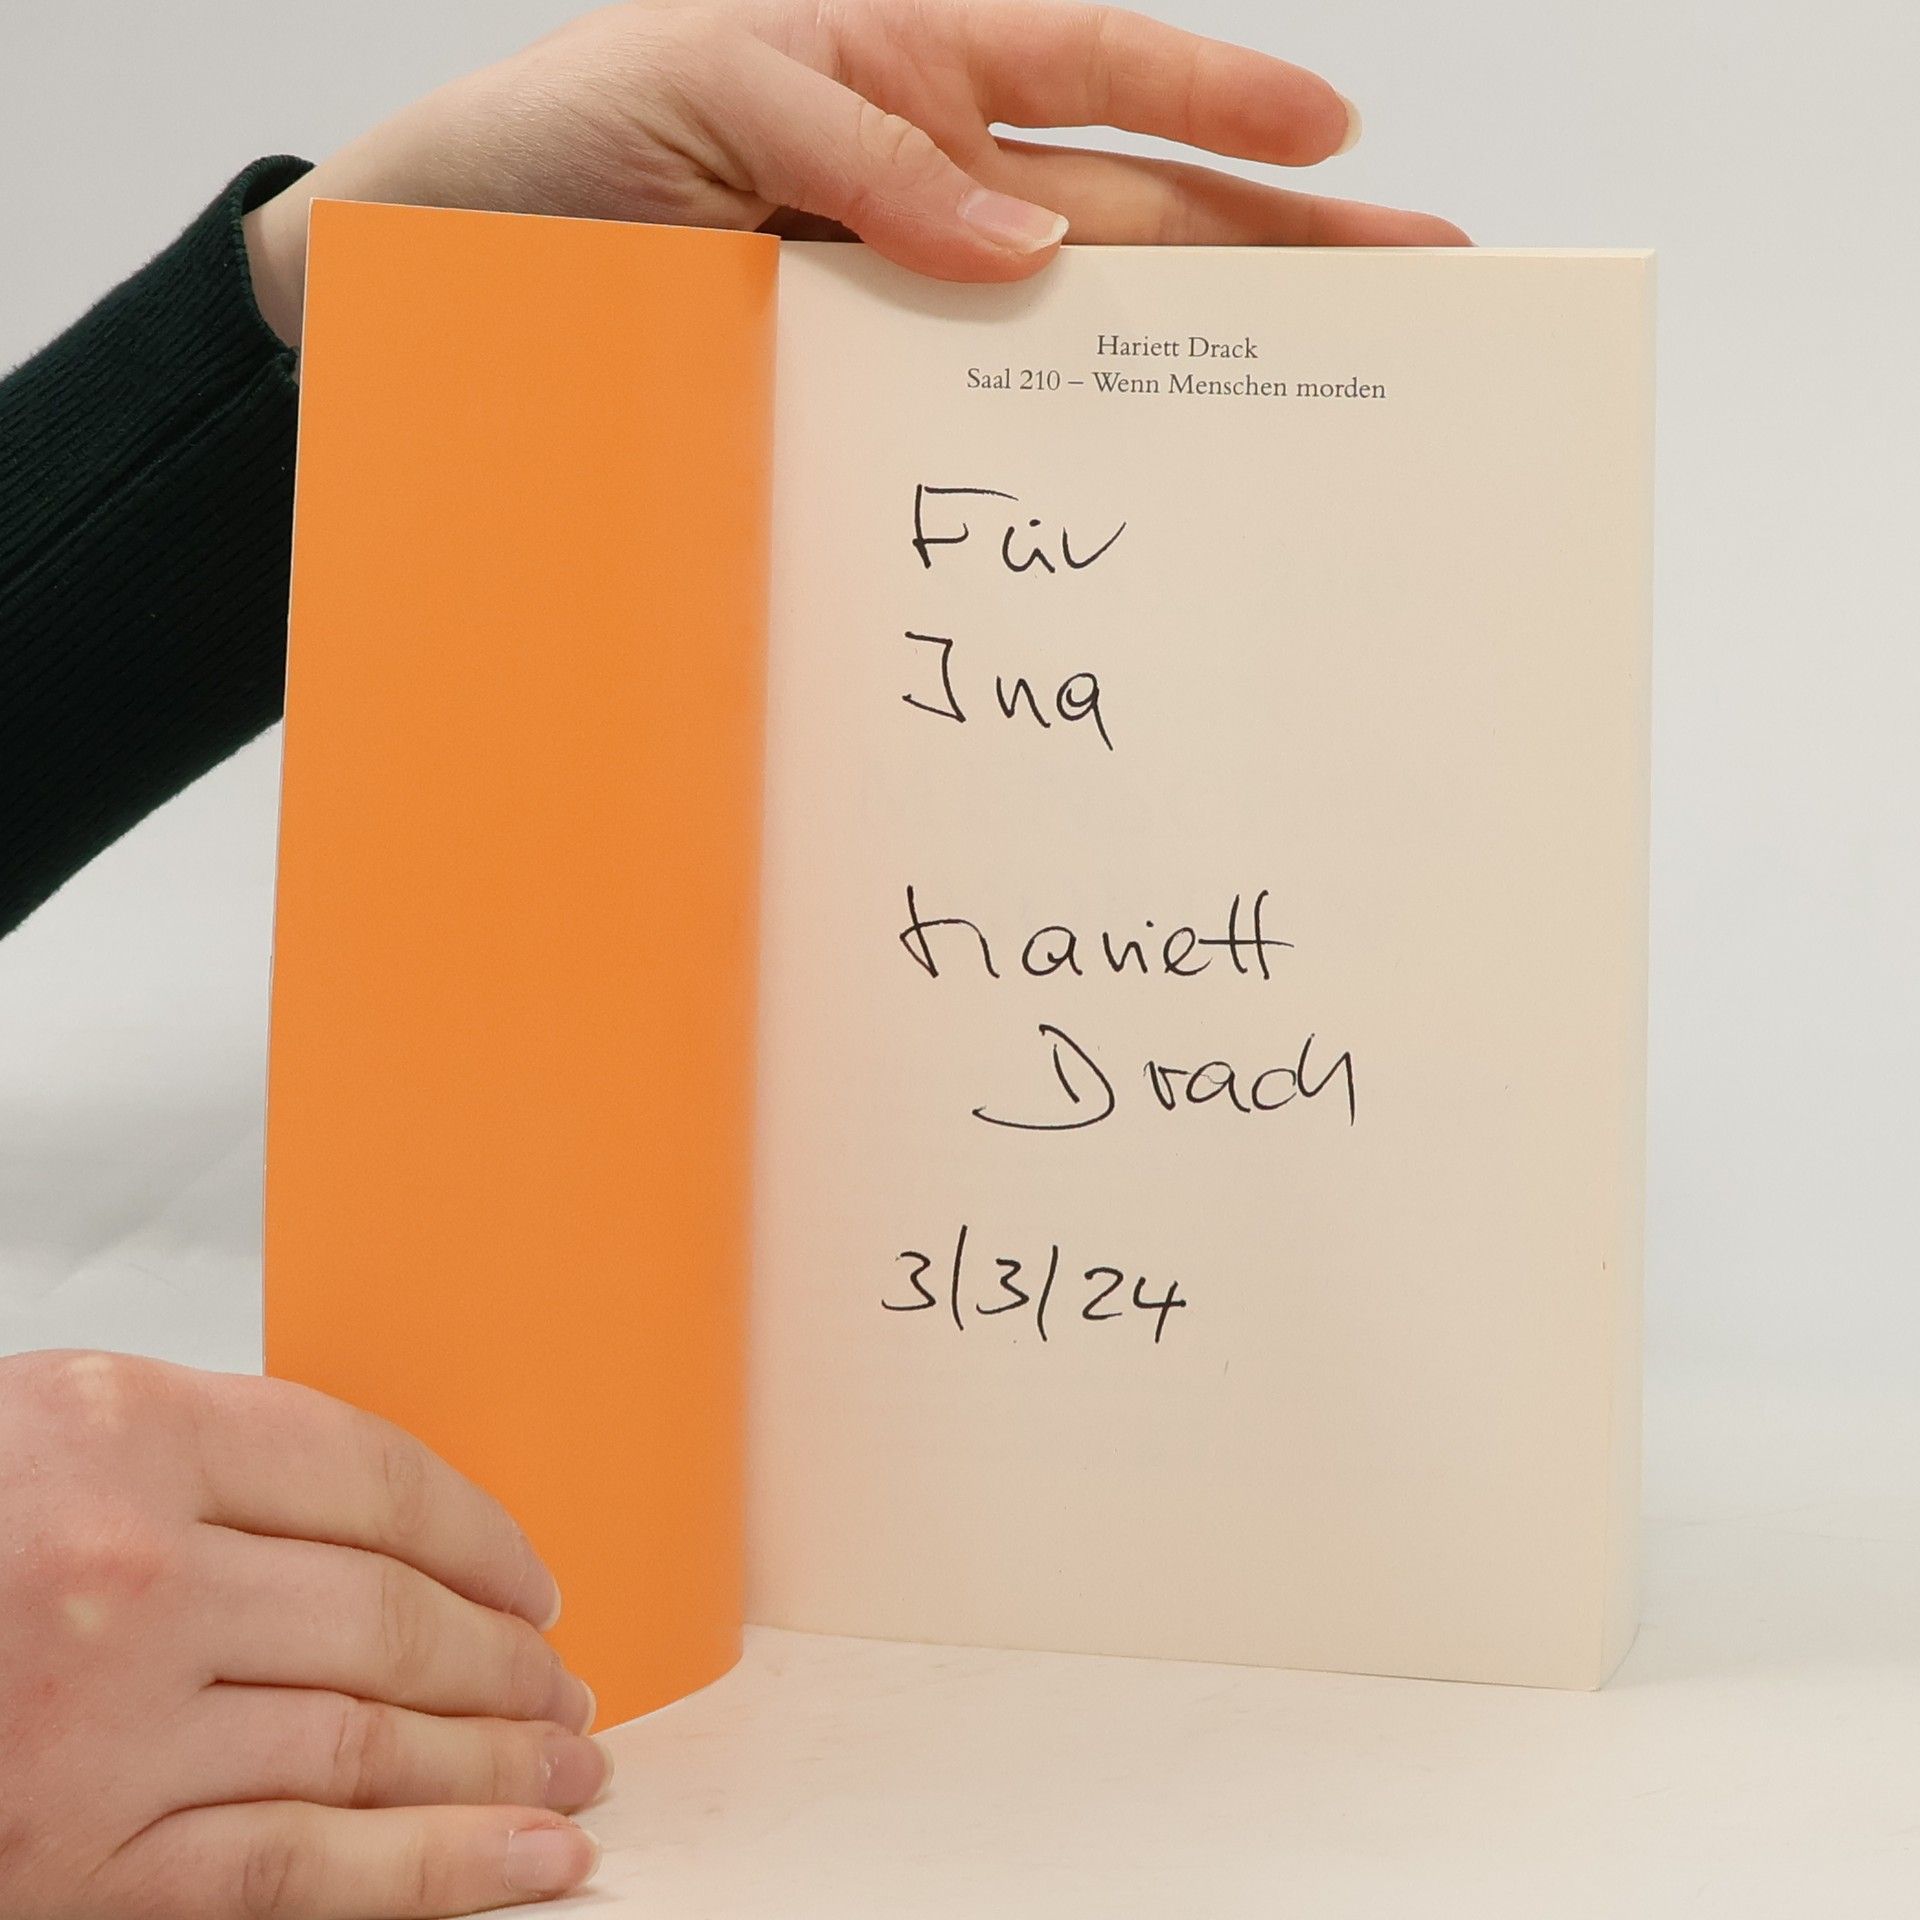 Hariett Drack
Saal 210 – Wenn Menschen morden
Für
Ina
Hariett
Drack
3/3/24